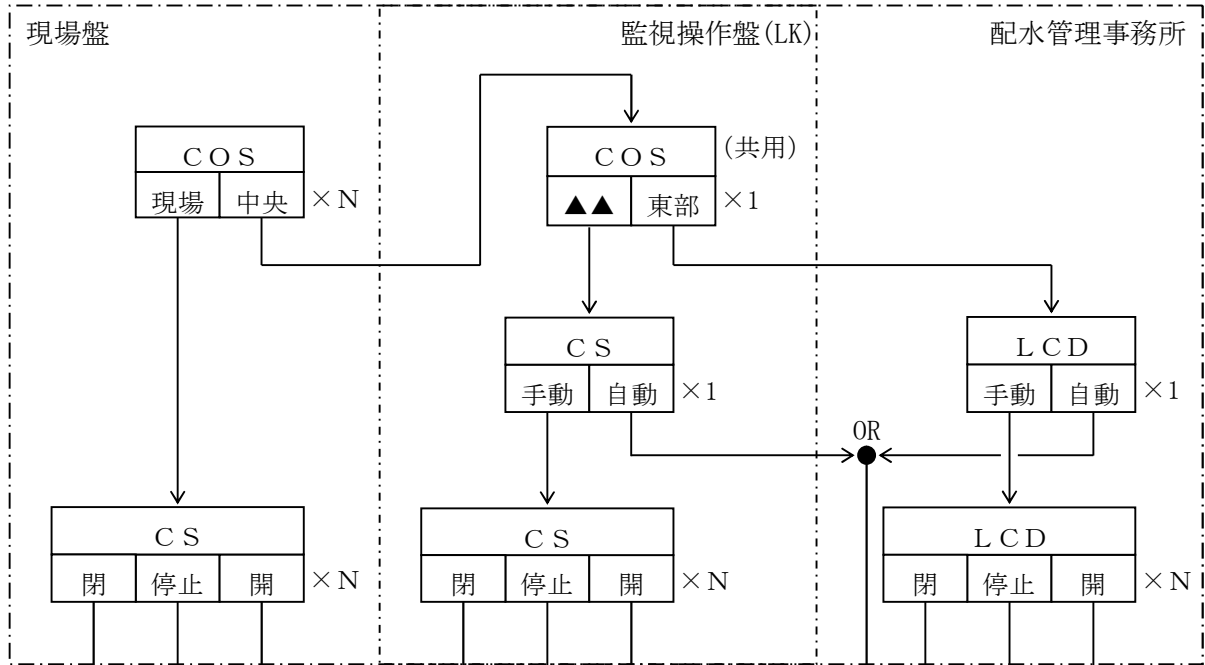 現場盤
監視操作盤(LK)
配水管理事務所
COS
現場 中央 ×N
COS (共用)
▲▲ 東部 ×1
CS
手動 自動 ×1
LCD
手動 自動 ×1
OR
CS
閉 停止 開 ×N
CS
閉 停止 開 ×N
LCD
閉 停止 開 ×N